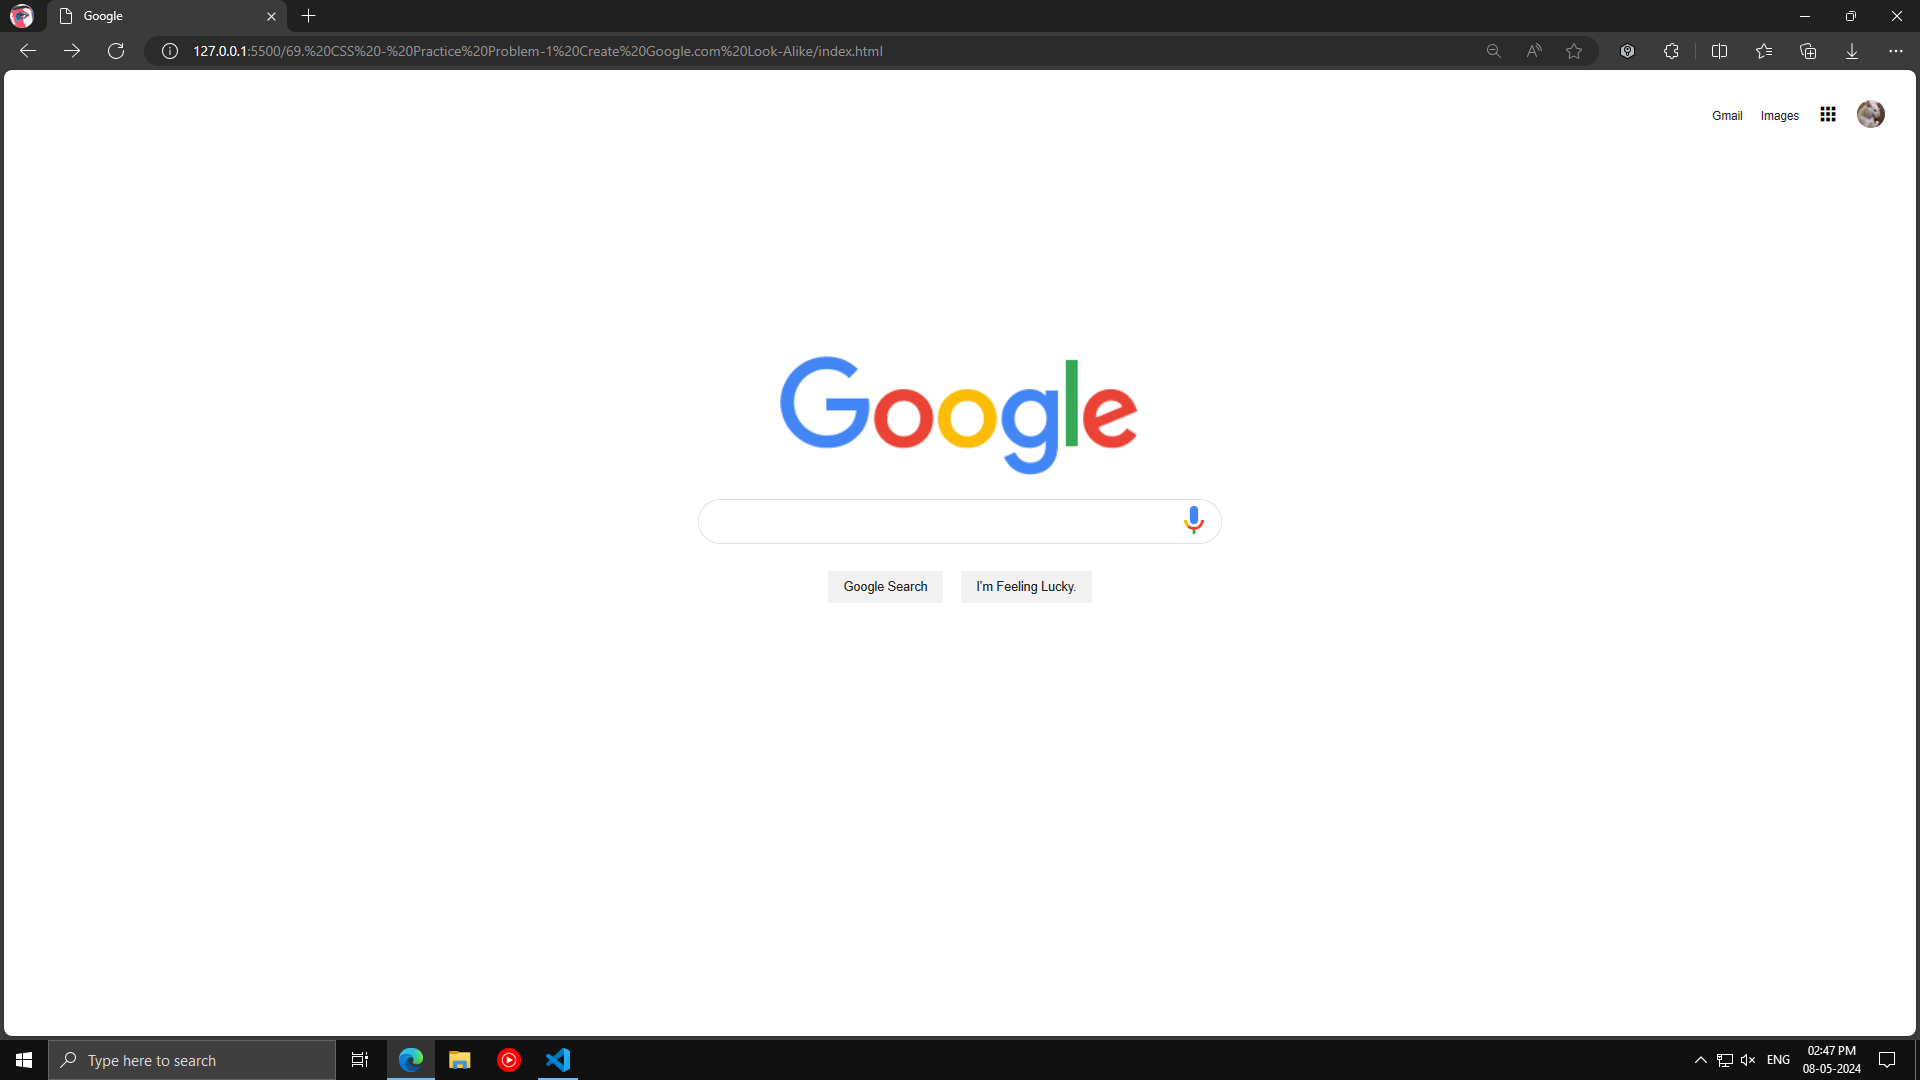 Google
127.0.0.1:5500/69.%20CSS%20-%20Practice%20Problem-1%20Create%20Google.com%20Look-Alike/index.html
Gmail Images
Google
Google Search I'm Feeling Lucky.
Type here to search
ENG
02:47 PM
08-05-2024